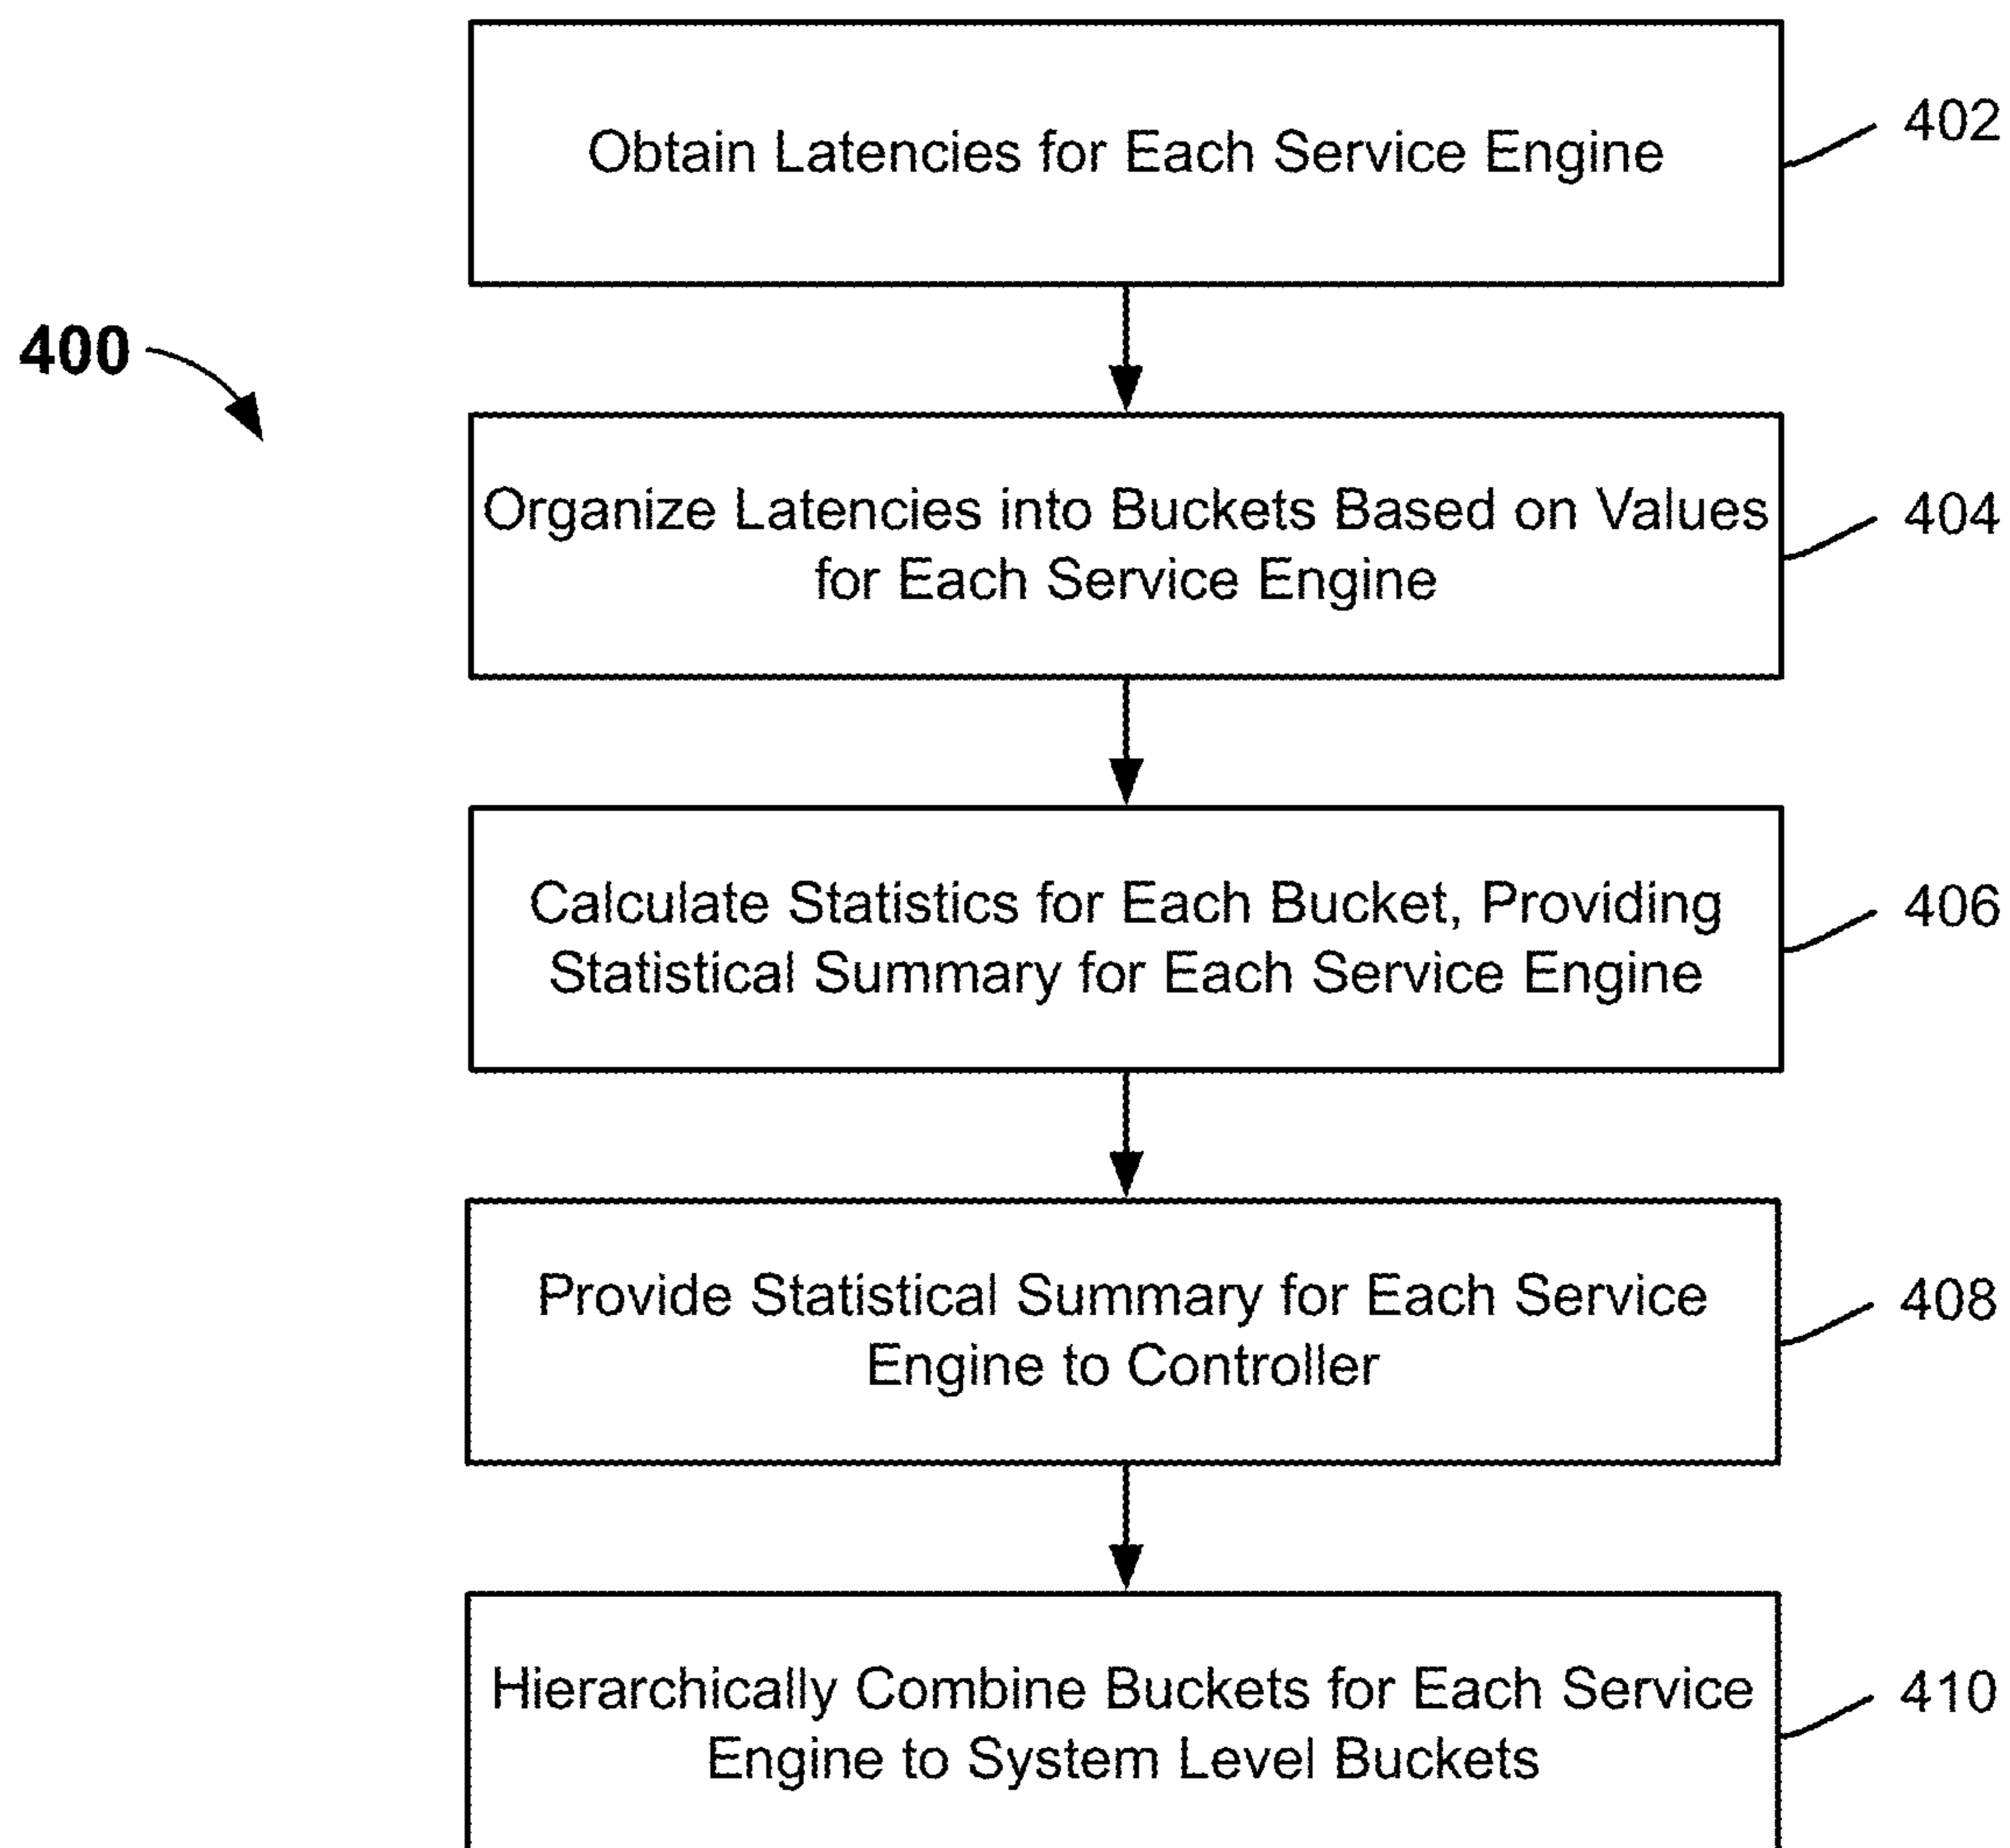 Obtain Latencies for Each Service Engine
402
400
Organize Latencies into Buckets Based on Values
for Each Service Engine
404
Calculate Statistics for Each Bucket, Providing
Statistical Summary for Each Service Engine
406
Provide Statistical Summary for Each Service
Engine to Controller
408
Hierarchically Combine Buckets for Each Service
Engine to System Level Buckets
410